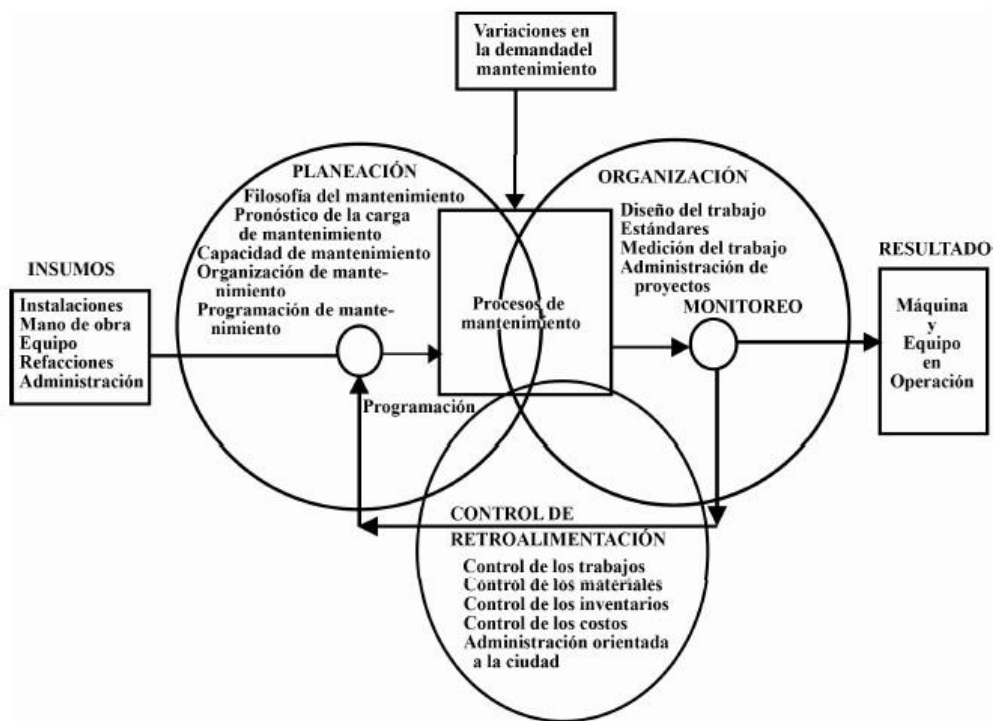 Variaciones en
la demandadel
mantenimiento
PLANEACIÓN
Filosofía del mantenimiento
Pronóstico de la carga
de mantenimiento
Capacidad de mantenimiento
Organización de mante-
nimiento
Programación de mante-
nimiento
ORGANIZACIÓN
Diseño del trabajo
Estándares
Medición del trabajo
Administración de
proyectos
MONITOREO
INSUMOS
Instalaciones
Mano de obra
Equipo
Refacciones
Administración
Procesos de
mantenimiento
RESULTADO
Máquina
y
Equipo
en
Operación
Programación
CONTROL DE
RETROALIMENTACIÓN
Control de los trabajos
Control de los materiales
Control de los inventarios
Control de los costos
Administración orientada
a la ciudad